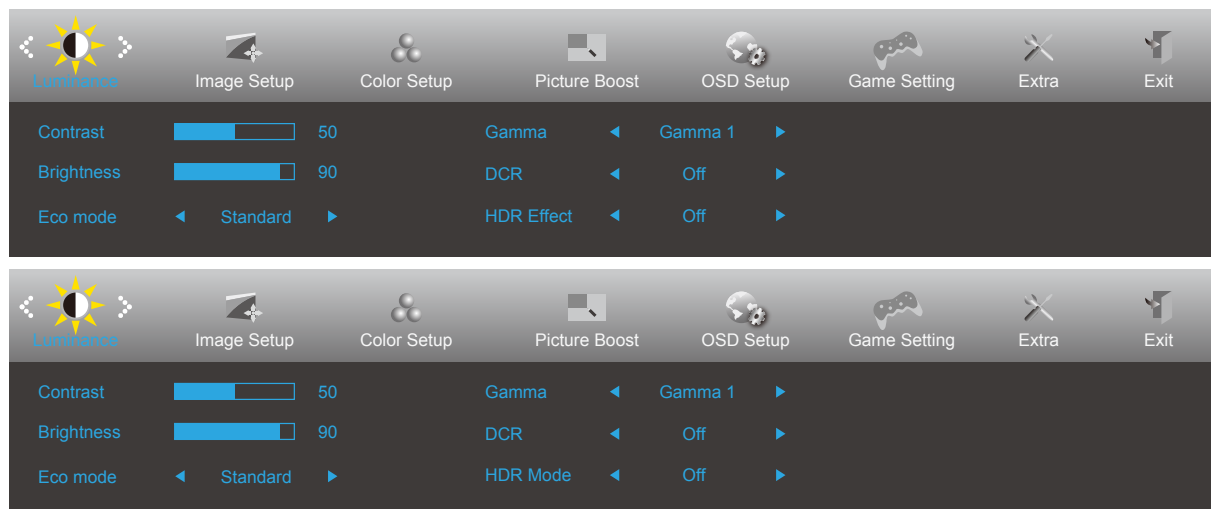 Luminance Image Setup Color Setup Picture Boost OSD Setup Game Setting Extra Exit
Contrast 50 Gamma Gamma 1
Brightness 90 DCR Off
Eco mode Standard HDR Effect Off
Luminance Image Setup Color Setup Picture Boost OSD Setup Game Setting Extra Exit
Contrast 50 Gamma Gamma 1
Brightness 90 DCR Off
Eco mode Standard HDR Mode Off